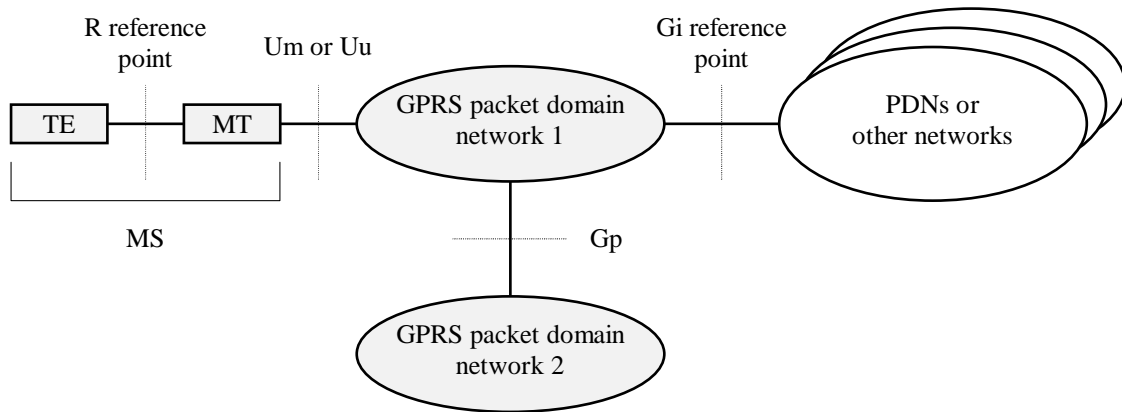 R reference
point
Um or Uu
Gi reference
point
TE
MT
GPRS packet domain
network 1
PDNs or
other networks
MS
Gp
GPRS packet domain
network 2